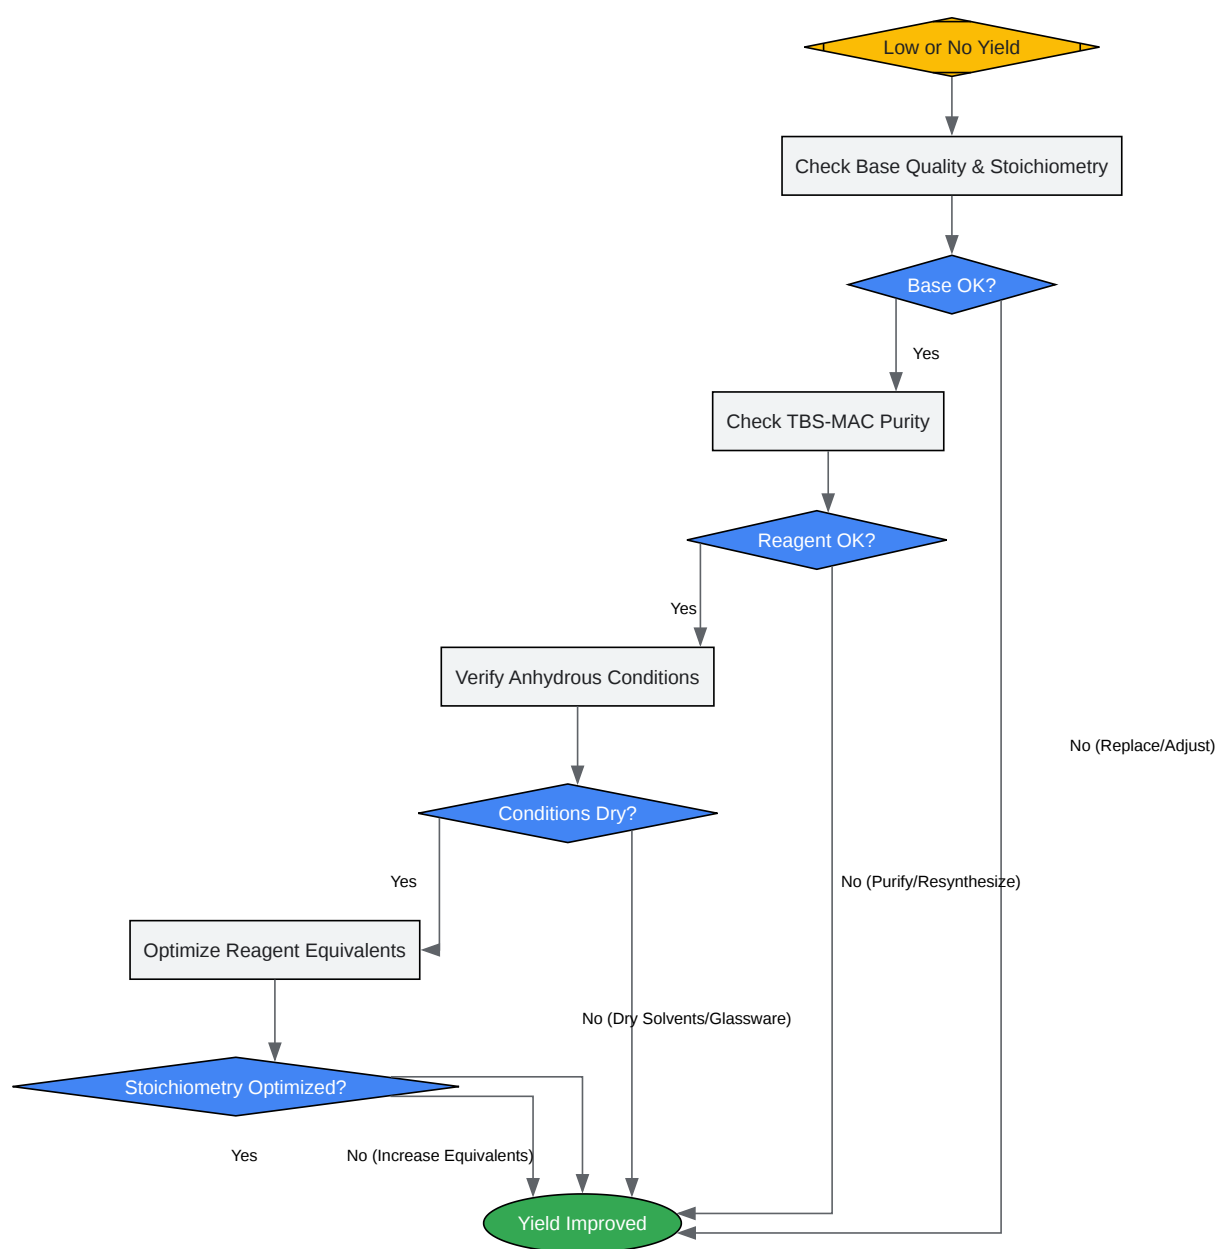 Low or No Yield
Check Base Quality & Stoichiometry
Base OK?
Yes
Check TBS-MAC Purity
Reagent OK?
Yes
Verify Anhydrous Conditions
No (Replace/Adjust)
Conditions Dry?
Yes
No (Purify/Resynthesize)
Optimize Reagent Equivalents
No (Dry Solvents/Glassware)
Stoichiometry Optimized?
Yes
No (Increase Equivalents)
Yield Improved